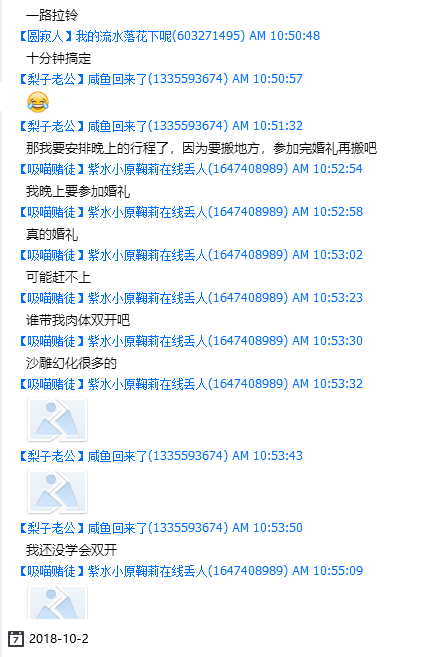 一路拉铃
【圆寂人】我的流水落花下呢(603271495) AM 10:50:48
十分钟搞定
【梨子老公】咸鱼回来了(1335593674) AM 10:50:57
【梨子老公】咸鱼回来了(1335593674) AM 10:51:32
那我要安排晚上的行程了，因为要搬地方，参加完婚礼再搬吧
【吸喵赌徒】紫水小原鞠莉在线丢人(1647408989) AM 10:52:54
我晚上要参加婚礼
【吸喵赌徒】紫水小原鞠莉在线丢人(1647408989) AM 10:52:58
真的婚礼
【吸喵赌徒】紫水小原鞠莉在线丢人(1647408989) AM 10:53:02
可能赶不上
【吸喵赌徒】紫水小原鞠莉在线丢人(1647408989) AM 10:53:23
谁带我肉体双开吧
【吸喵赌徒】紫水小原鞠莉在线丢人(1647408989) AM 10:53:30
沙雕幻化很多的
【吸喵赌徒】紫水小原鞠莉在线丢人(1647408989) AM 10:53:32
【梨子老公】咸鱼回来了(1335593674) AM 10:53:43
【梨子老公】咸鱼回来了(1335593674) AM 10:53:50
我还没学会双开
【吸喵赌徒】紫水小原鞠莉在线丢人(1647408989) AM 10:55:09
7 2018-10-2